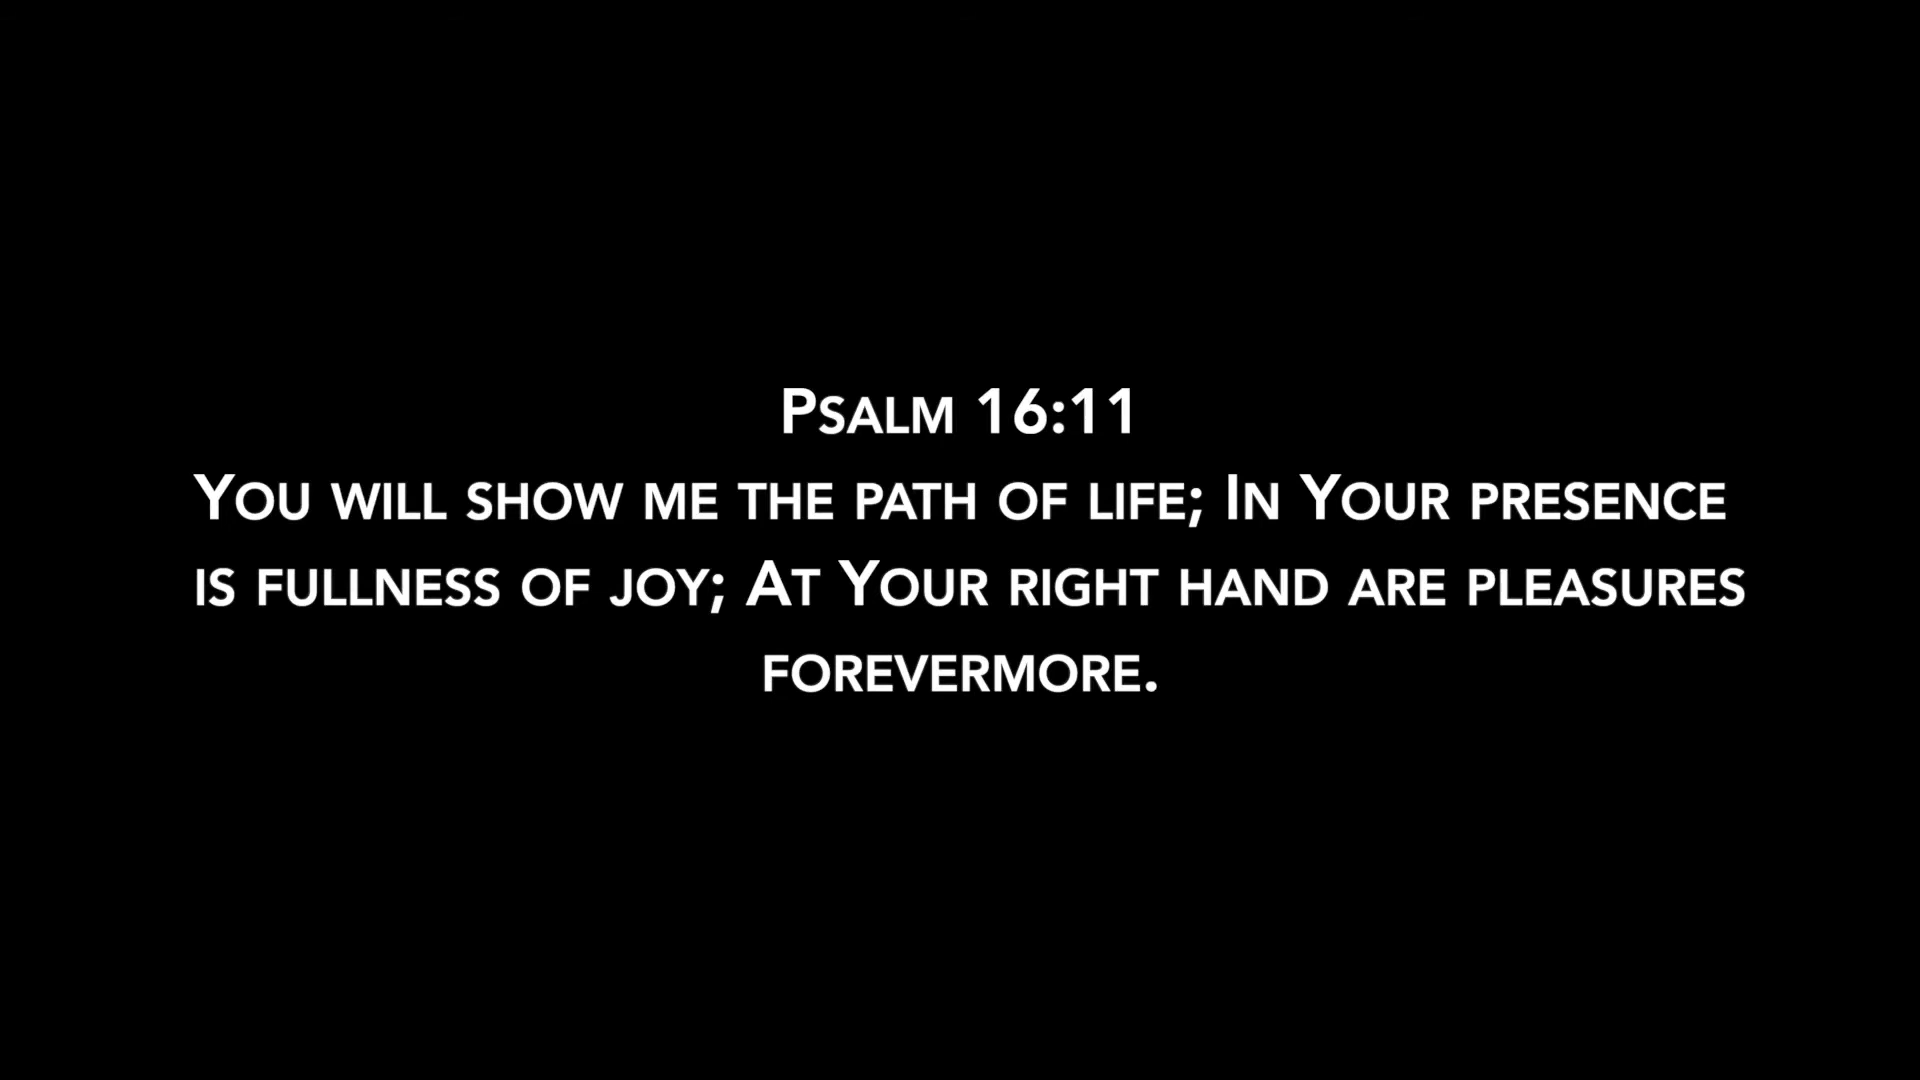 Psalm 16:11
You will show me the path of life; In Your presence
is fullness of joy; At Your right hand are pleasures
forevermore.